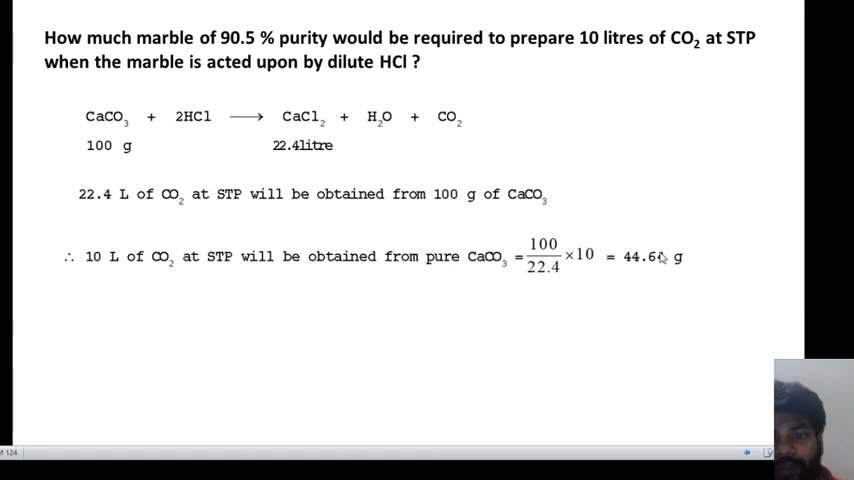 How much marble of 90.5 % purity would be required to prepare 10 litres of CO₂ at STP
when the marble is acted upon by dilute HCl ?
CaCO₃ + 2HCl ⟶ CaCl₂ + H₂O + CO₂
100 g 22.4litre
22.4 L of CO₂ at STP will be obtained from 100 g of CaCO₃
∴ 10 L of CO₂ at STP will be obtained from pure CaCO₃ = 100/22.4 ×10 = g
of 124